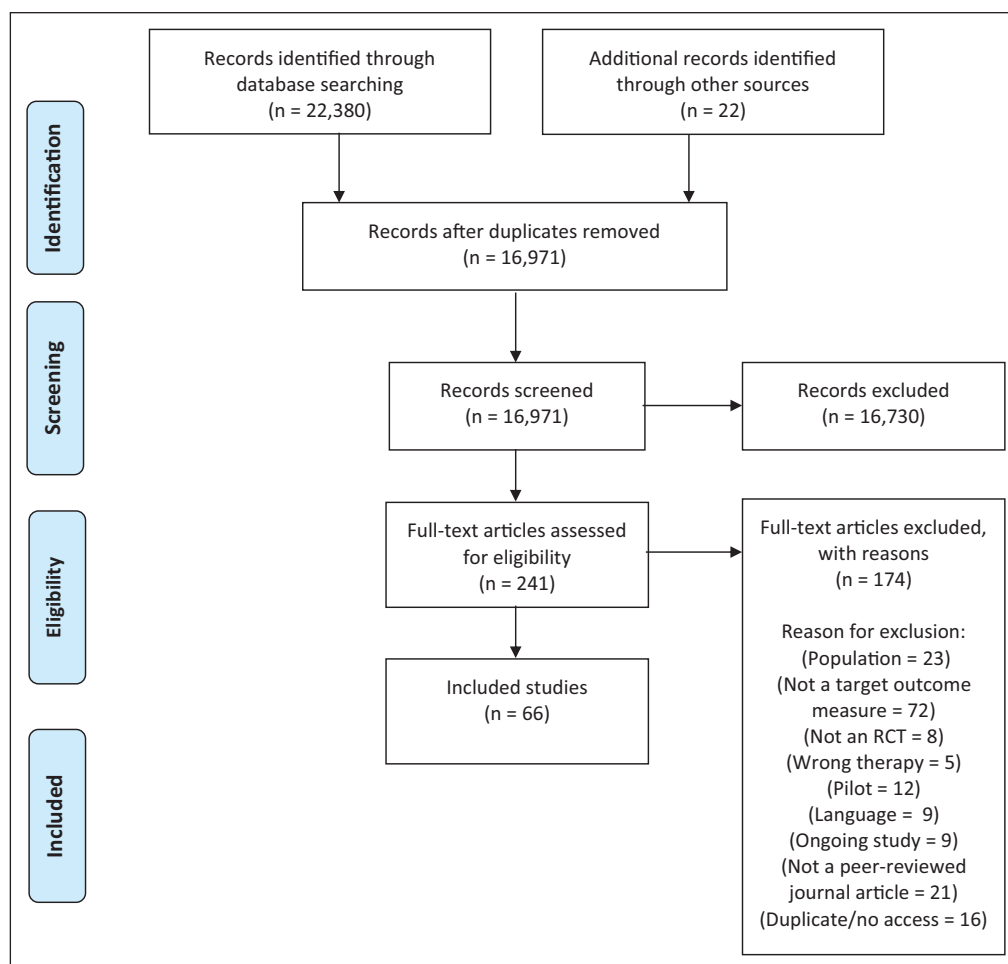 Records identified through
database searching
(n = 22,380)
Additional records identified
through other sources
(n = 22)
Identification
Records after duplicates removed
(n = 16,971)
Screening
Records screened
(n = 16,971)
Records excluded
(n = 16,730)
Eligibility
Full-text articles assessed
for eligibility
(n = 241)
Full-text articles excluded,
with reasons
(n = 174)
Reason for exclusion:
(Population = 23)
(Not a target outcome
measure = 72)
(Not an RCT = 8)
(Wrong therapy = 5)
(Pilot = 12)
(Language = 9)
(Ongoing study = 9)
(Not a peer-reviewed
journal article = 21)
(Duplicate/no access = 16)
Included studies
(n = 66)
Included